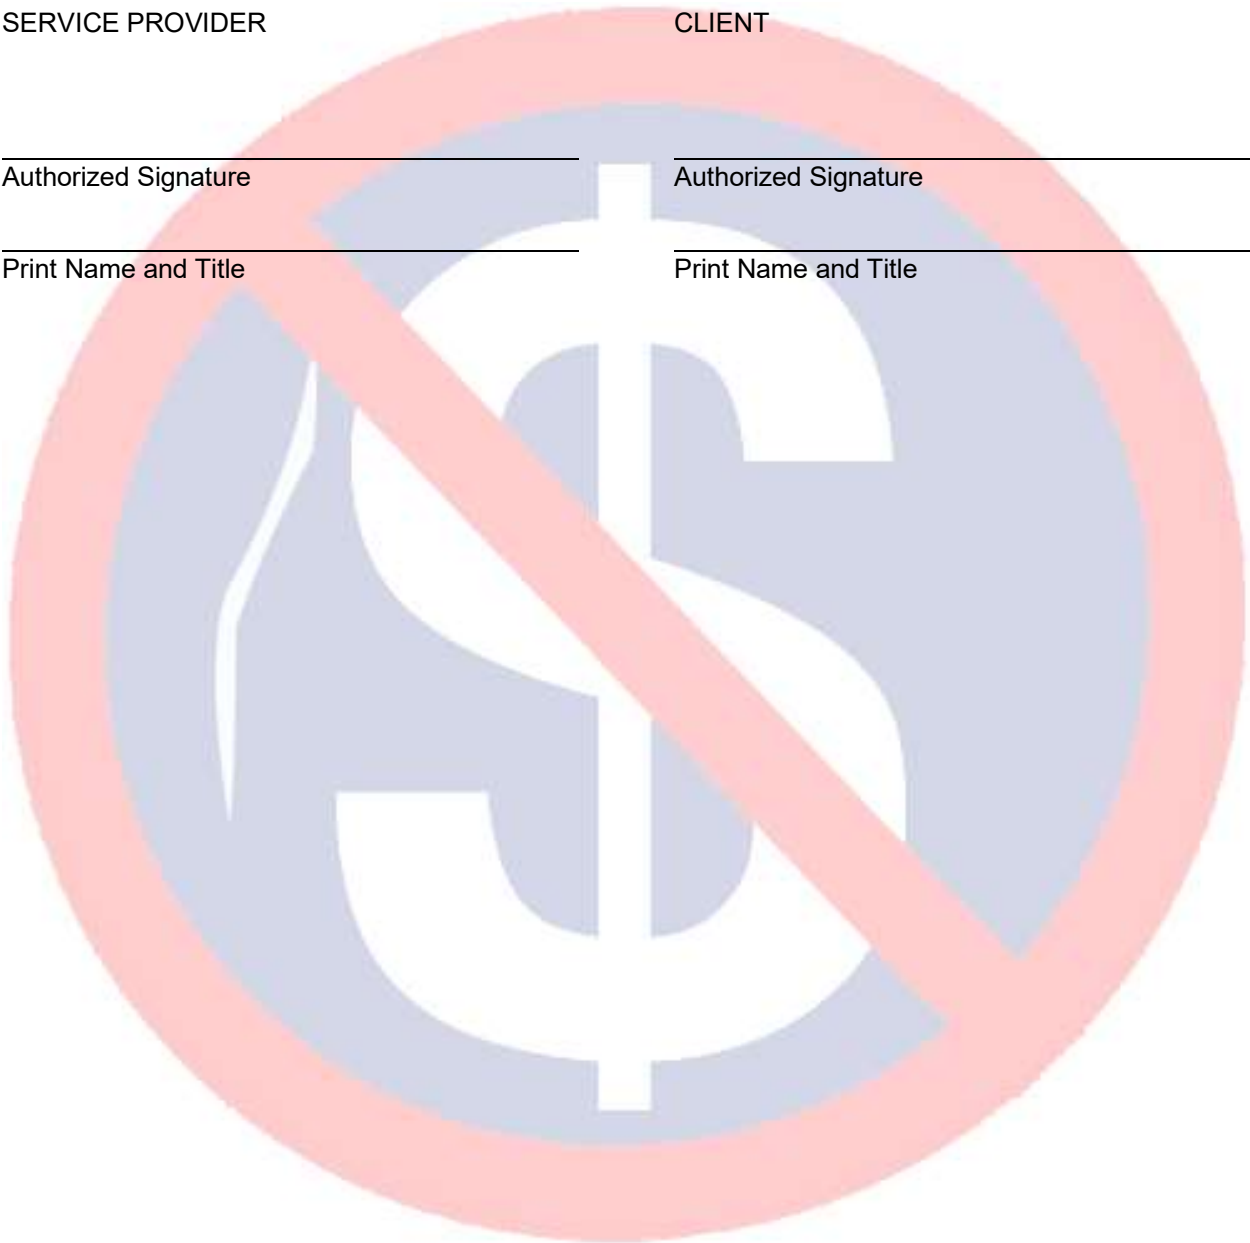 SERVICE PROVIDER
CLIENT
Authorized Signature
Authorized Signature
Print Name and Title
Print Name and Title